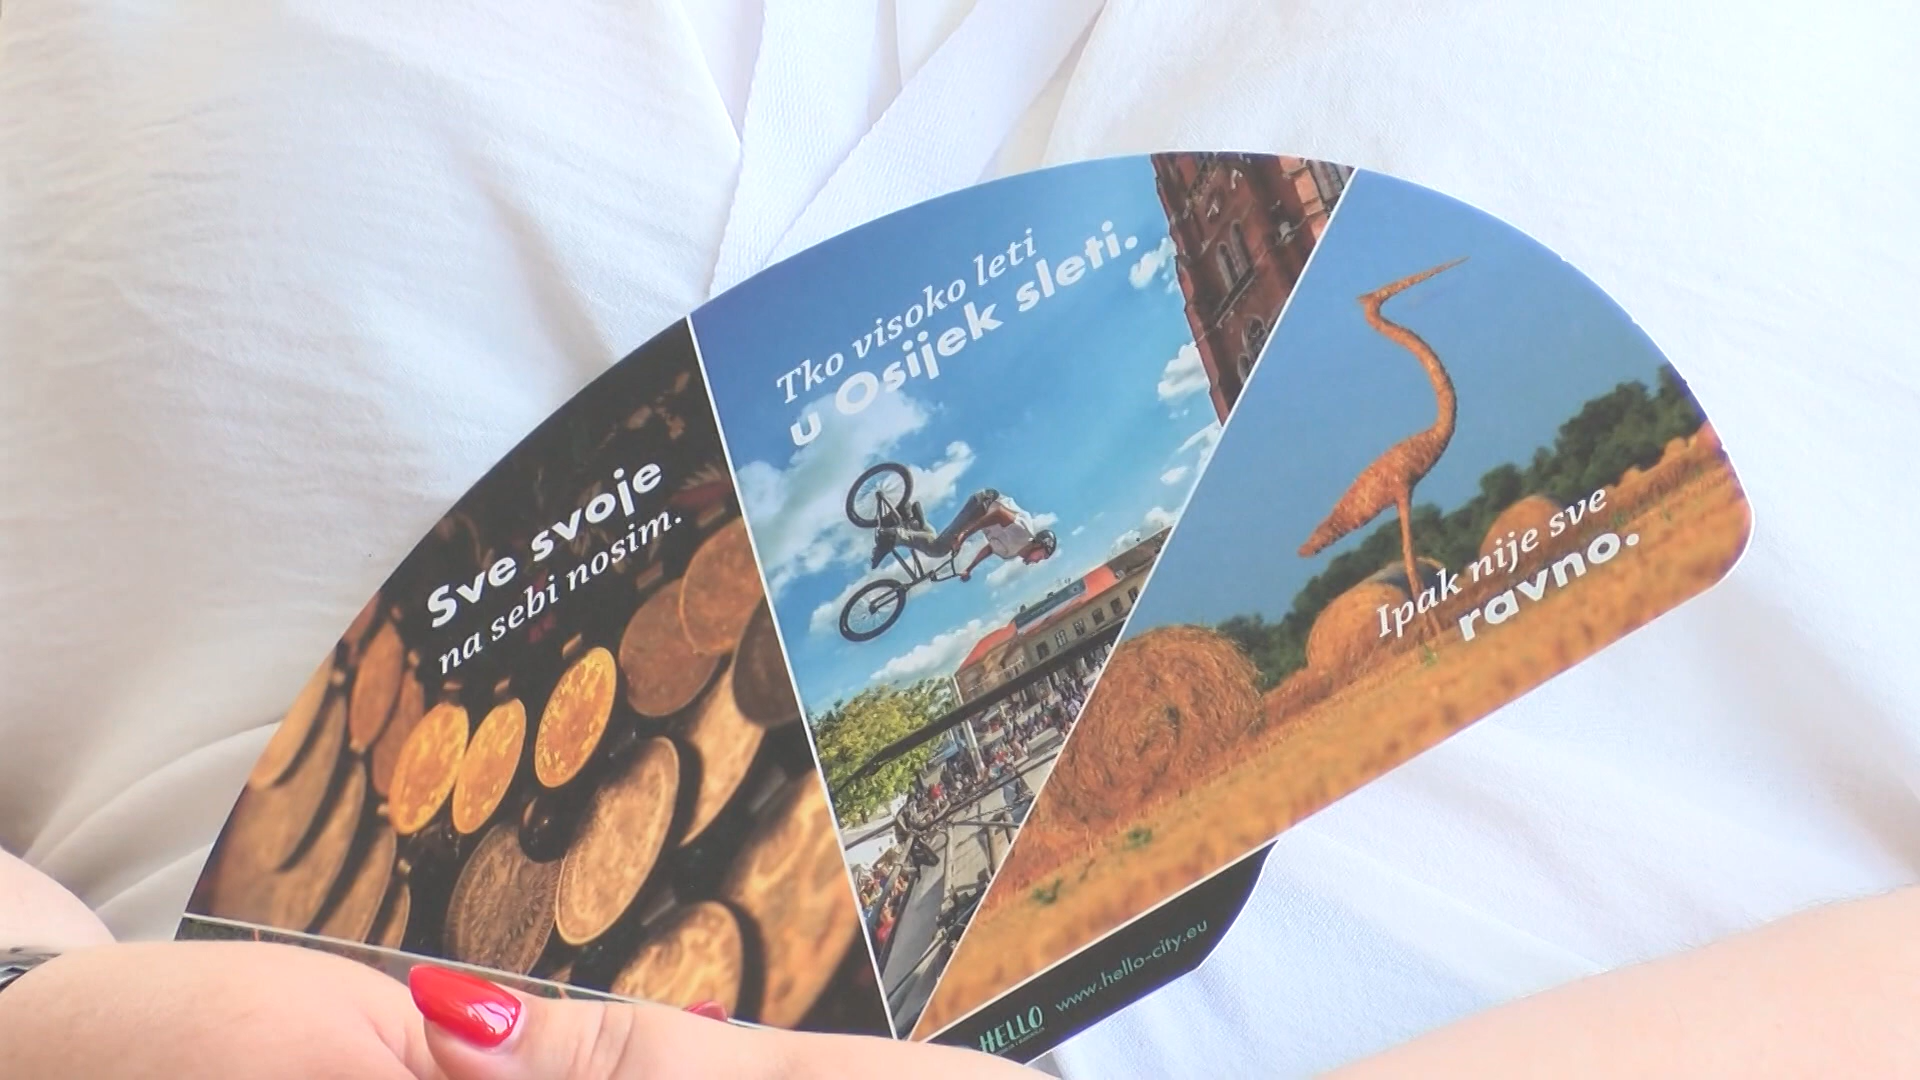 Sve svoje
na sebi nosim.
Tko visoko leti
u Osijek sleti.
Ipak nije sve
ravno.
HELLO
www.hello-city.eu